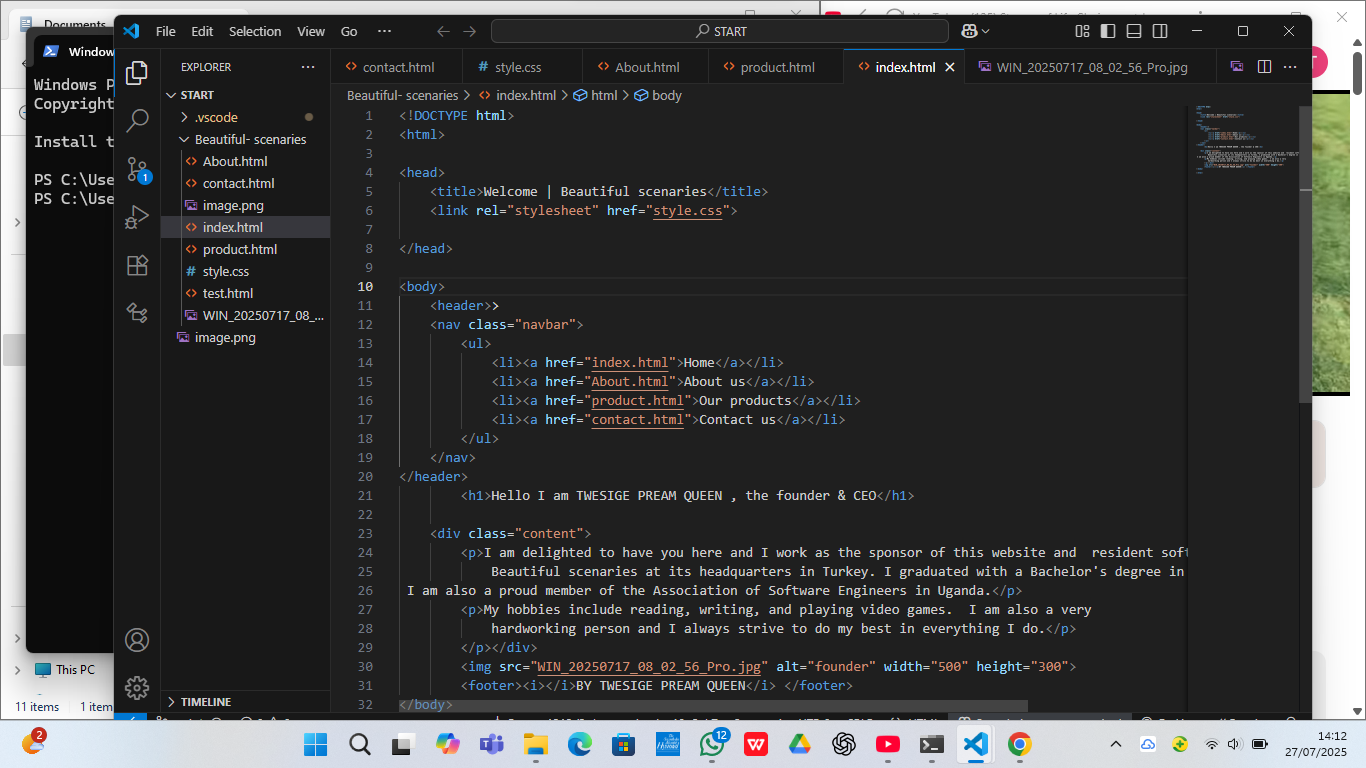 Documents
Window
Windows P
Copyright
Install t
PS C:\Use
PS C:\Use
This PC
11 items
1 item
File Edit Selection View Go ···
START
EXPLORER ···
START
.vscode
Beautiful- scenaries
About.html
contact.html
image.png
index.html
product.html
style.css
test.html
WIN_20250717_08_...
image.png
TIMELINE
1
contact.html
style.css
About.html
product.html
index.html
WIN_20250717_08_02_56_Pro.jpg
Beautiful- scenaries > index.html > html > body
1 <!DOCTYPE html>
2 <html>
3
4 <head>
5 <title>Welcome | Beautiful scenaries</title>
6 <link rel="stylesheet" href="style.css">
7
8 </head>
9
10 <body>
11 <header>>
12 <nav class="navbar">
13 <ul>
14 <li><a href="index.html">Home</a></li>
15 <li><a href="About.html">About us</a></li>
16 <li><a href="product.html">Our products</a></li>
17 <li><a href="contact.html">Contact us</a></li>
18 </ul>
19 </nav>
20 </header>
21 <h1>Hello I am TWESIGE PREAM QUEEN , the founder & CEO</h1>
22
23 <div class="content">
24 <p>I am delighted to have you here and I work as the sponsor of this website and  resident soft
25 Beautiful scenaries at its headquarters in Turkey. I graduated with a Bachelor's degree in
26 I am also a proud member of the Association of Software Engineers in Uganda.</p>
27 <p>My hobbies include reading, writing, and playing video games.  I am also a very
28 hardworking person and I always strive to do my best in everything I do.</p>
29 </p></div>
30 <img src="WIN_20250717_08_02_56_Pro.jpg" alt="founder" width="500" height="300">
31 <footer><i></i>BY TWESIGE PREAM QUEEN</i> </footer>
32 </body>
2
12
14:12
27/07/2025